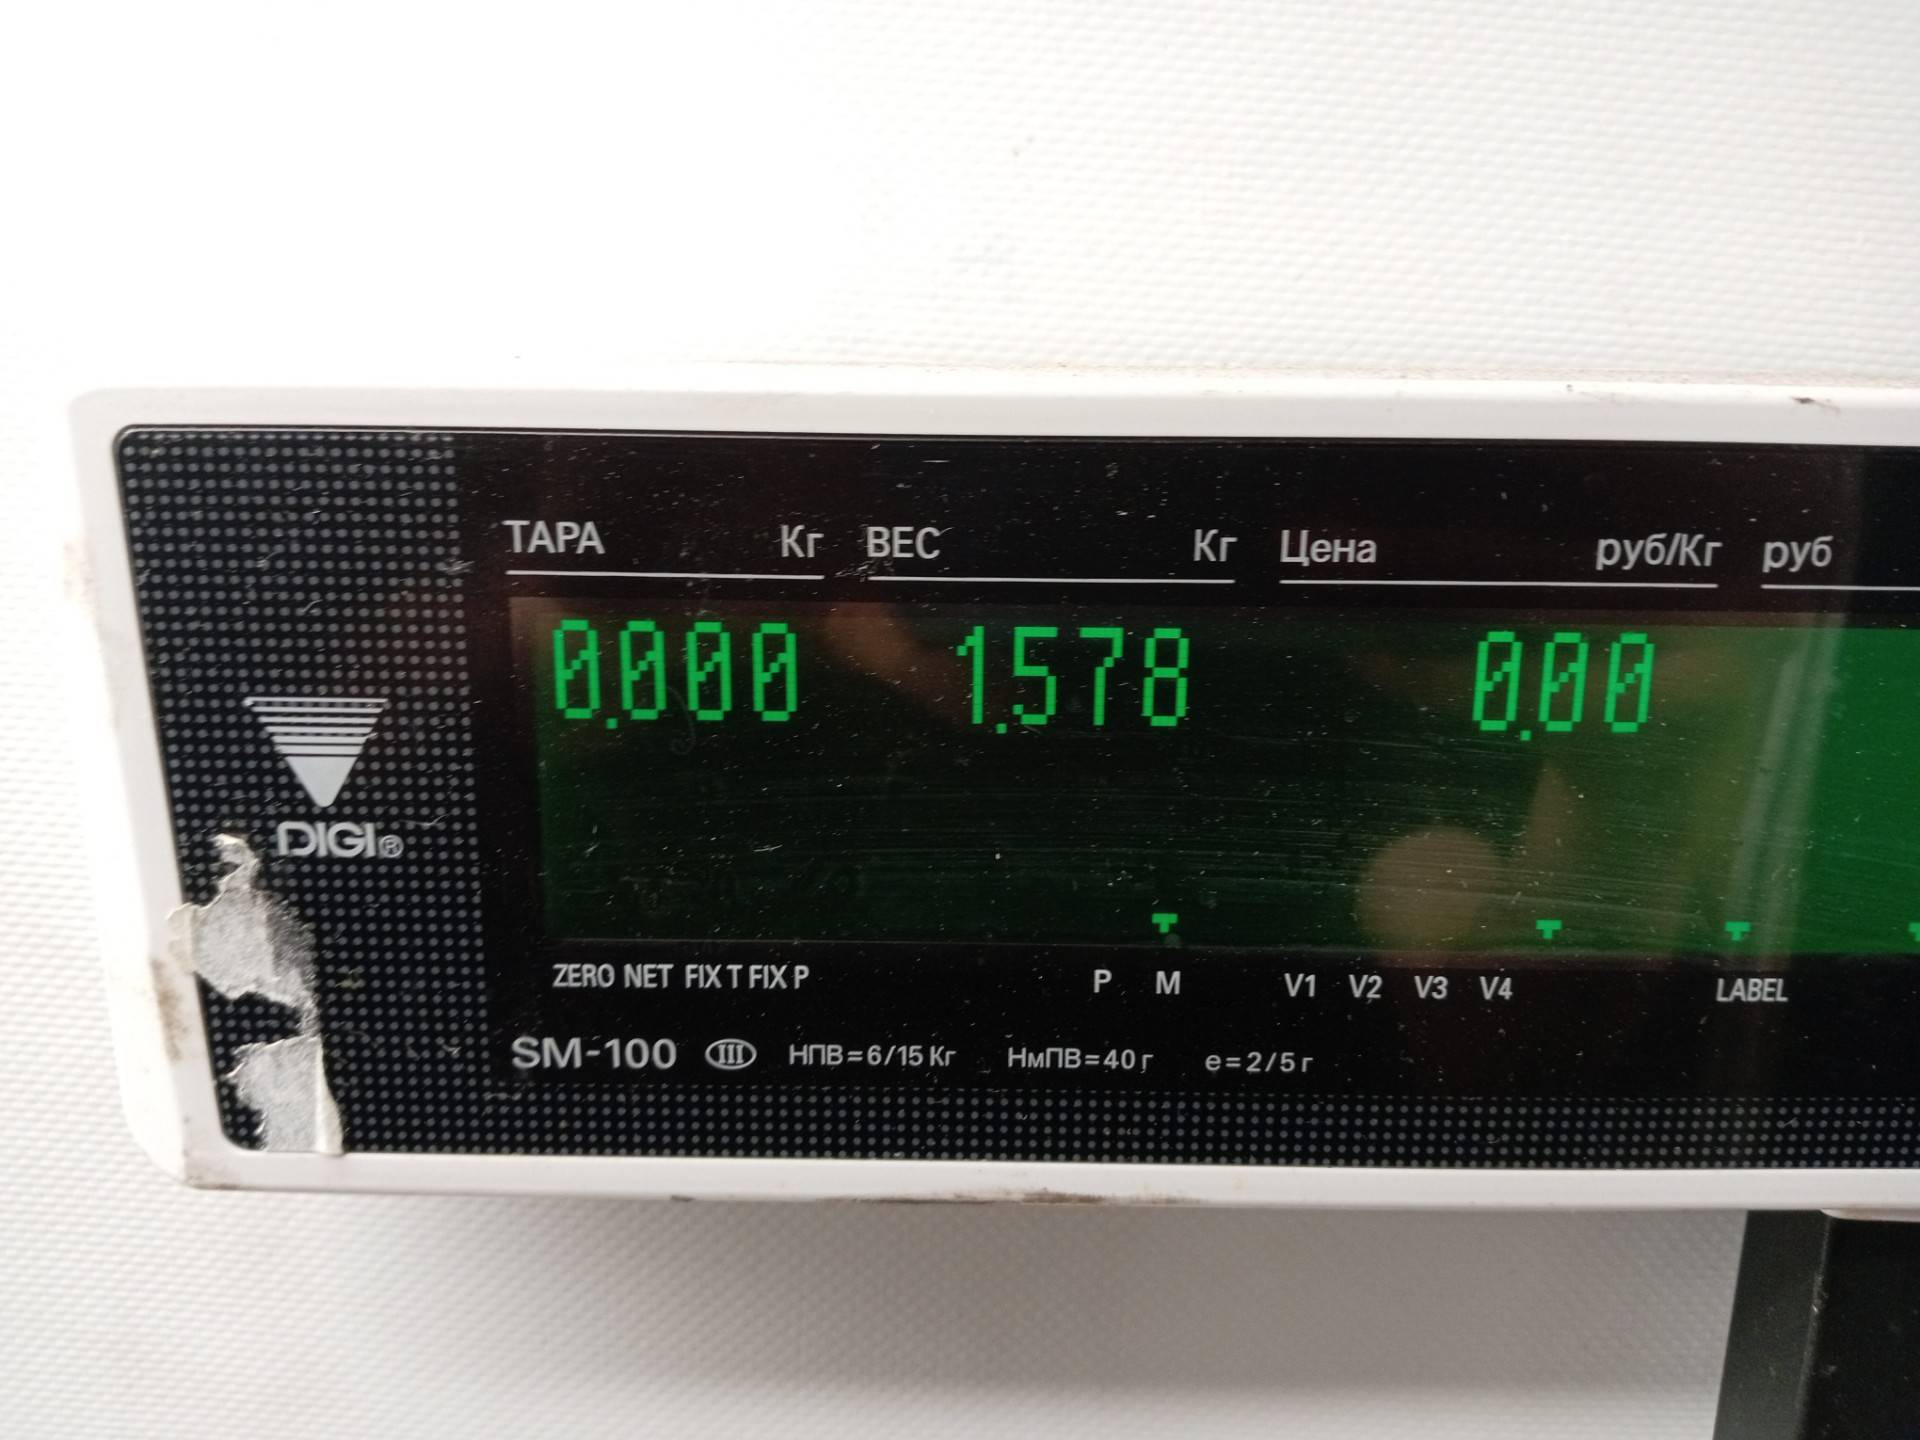 ТАРА Кг ВЕС Кг Цена руб/Кг руб
0.000 1.578 0.00
DIGI®
ZERO NET FIX T FIX P P M V1 V2 V3 V4 LABEL
SM-100 III НПВ=6/15 Кг НмПВ=40 г e=2/5 г